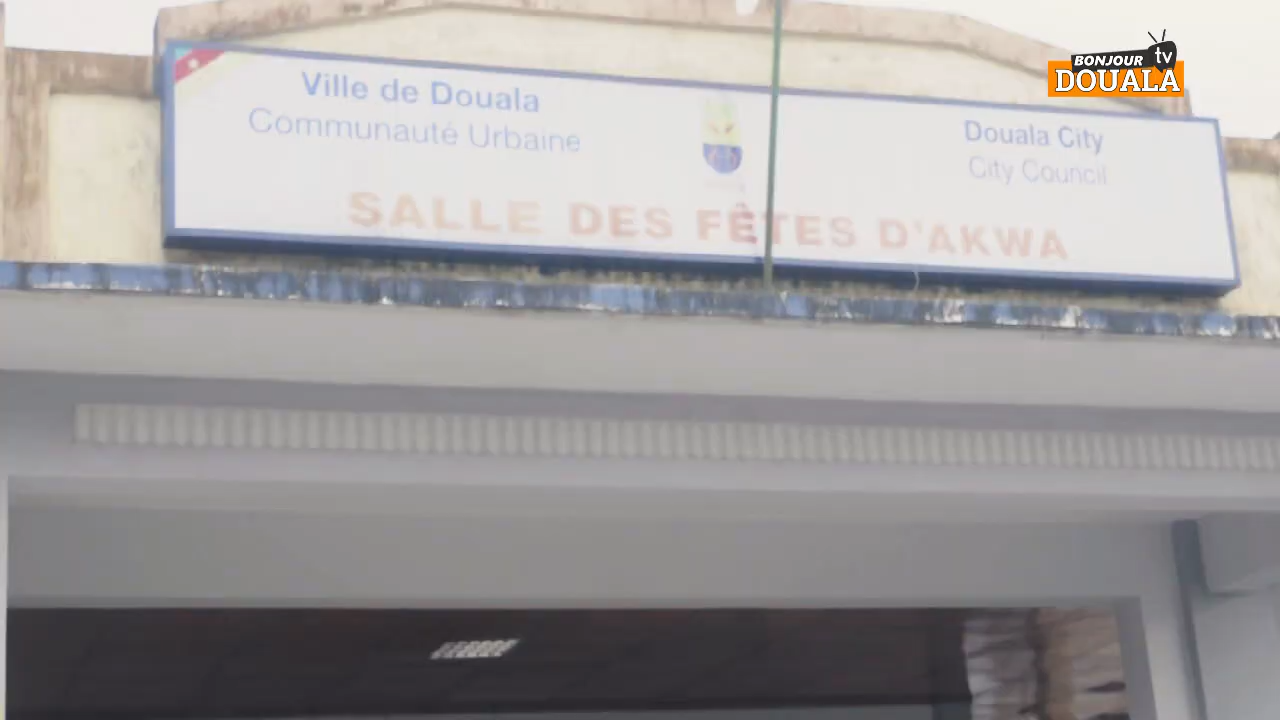 BONJOUR tv
DOUALA
Ville de Douala
Communauté Urbaine
Douala City
City Council
SALLE DES FÊTES D'AKWA